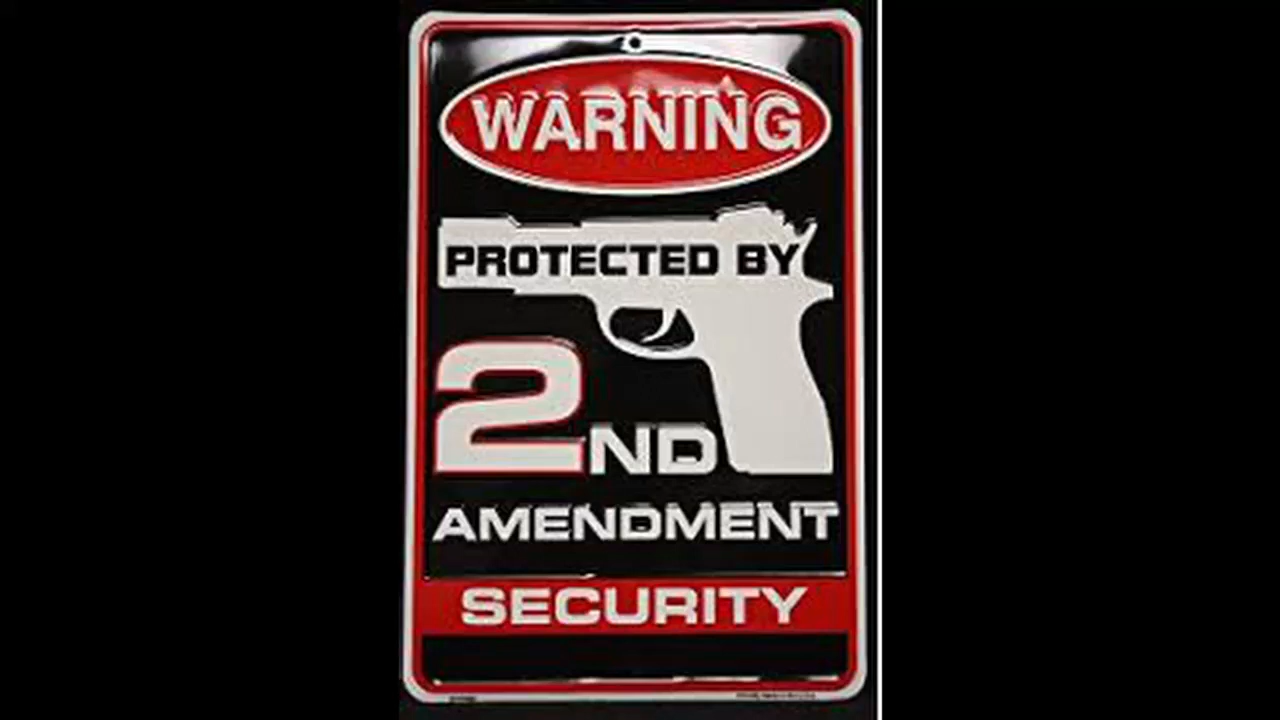 WARNING
PROTECTED BY
2ND
AMENDMENT
SECURITY